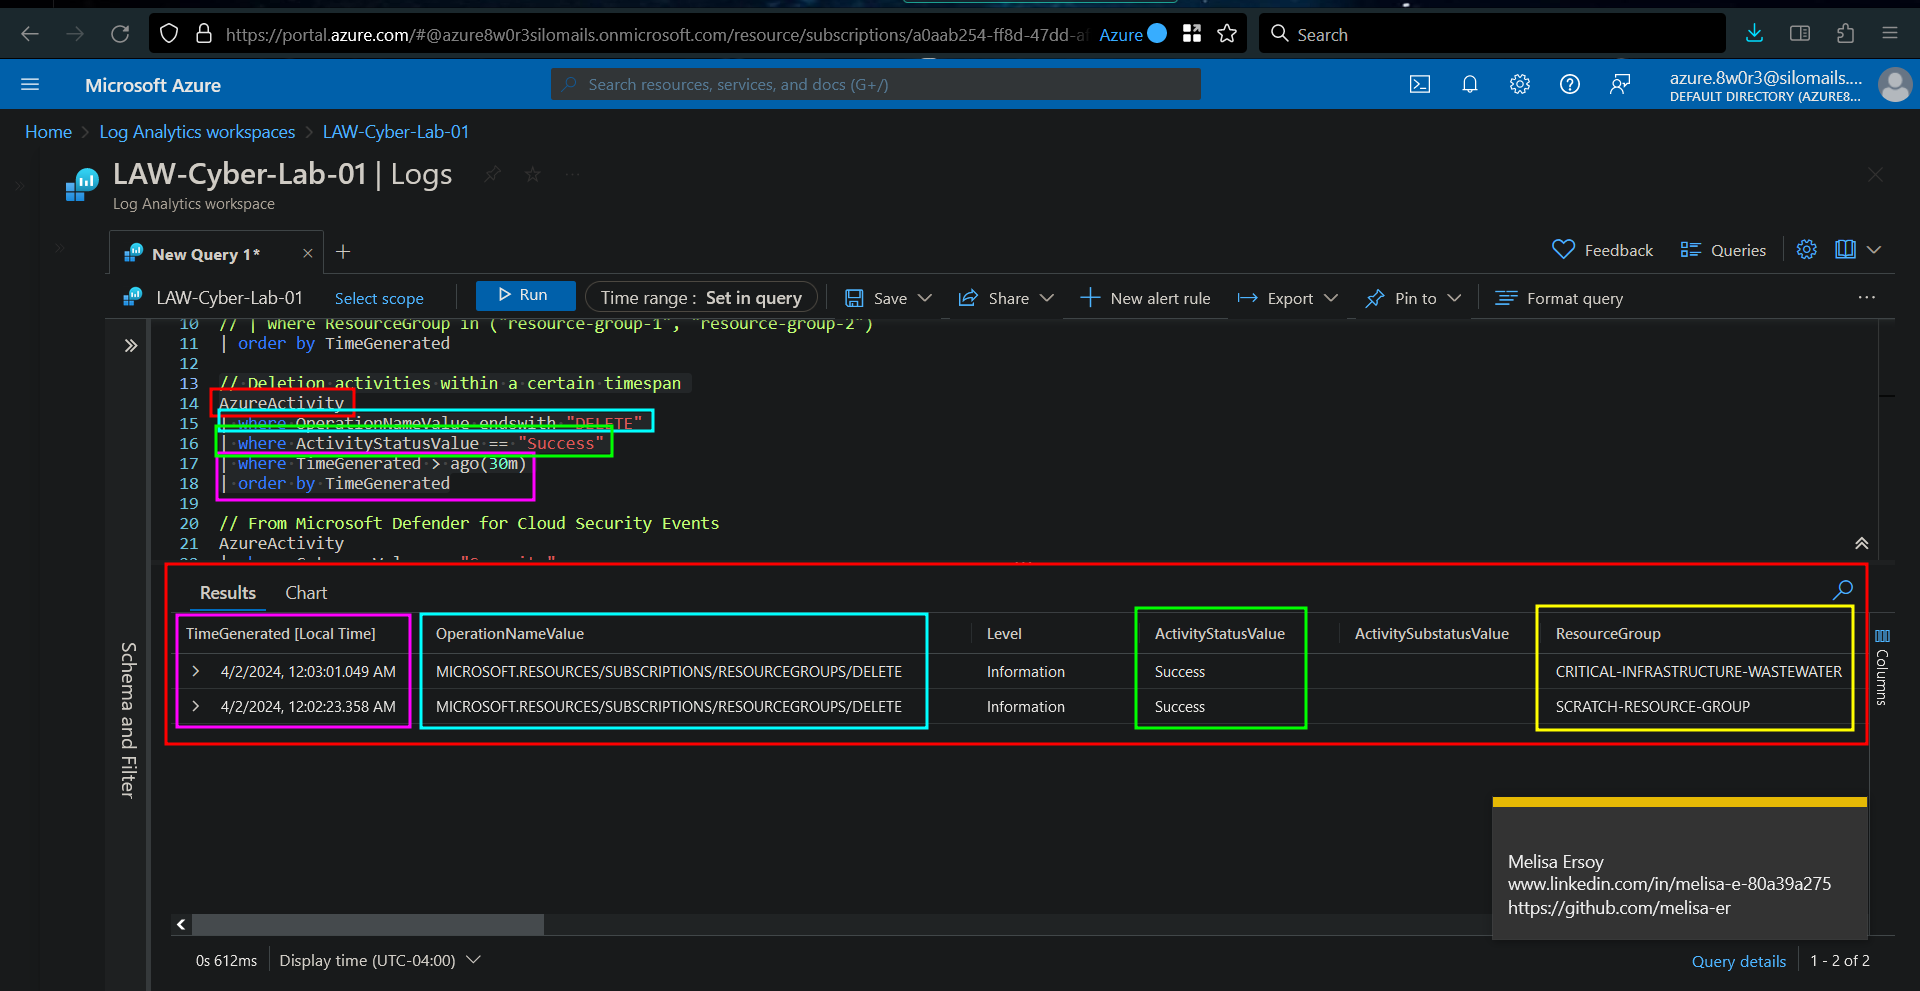 https://portal.azure.com/#@azure8w0r3silomails.onmicrosoft.com/resource/subscriptions/a0aab254-ff8d-47dd-af Azure
Search
Microsoft Azure
Search resources, services, and docs (G+/)
azure.8w0r3@silomails....
DEFAULT DIRECTORY (AZURE8...
Home > Log Analytics workspaces > LAW-Cyber-Lab-01
LAW-Cyber-Lab-01 | Logs
Log Analytics workspace
New Query 1*
Feedback
Queries
LAW-Cyber-Lab-01
Select scope
Run
Time range : Set in query
Save
Share
New alert rule
Export
Pin to
Format query
10 // | where ResourceGroup in ("resource-group-1", "resource-group-2")
11 | order by TimeGenerated
12
13 // Deletion activities within a certain timespan
14 AzureActivity
15 | where OperationNameValue endswith "DELETE"
16 | where ActivityStatusValue == "Success"
17 | where TimeGenerated > ago(30m)
18 | order by TimeGenerated
19
20 // From Microsoft Defender for Cloud Security Events
21 AzureActivity
Schema and Filter
Results Chart
TimeGenerated [Local Time] OperationNameValue Level ActivityStatusValue ActivitySubstatusValue ResourceGroup
4/2/2024, 12:03:01.049 AM MICROSOFT.RESOURCES/SUBSCRIPTIONS/RESOURCEGROUPS/DELETE Information Success CRITICAL-INFRASTRUCTURE-WASTEWATER
4/2/2024, 12:02:23.358 AM MICROSOFT.RESOURCES/SUBSCRIPTIONS/RESOURCEGROUPS/DELETE Information Success SCRATCH-RESOURCE-GROUP
Columns
Melisa Ersoy
www.linkedin.com/in/melisa-e-80a39a275
https://github.com/melisa-er
0s 612ms
Display time (UTC-04:00)
Query details
1 - 2 of 2